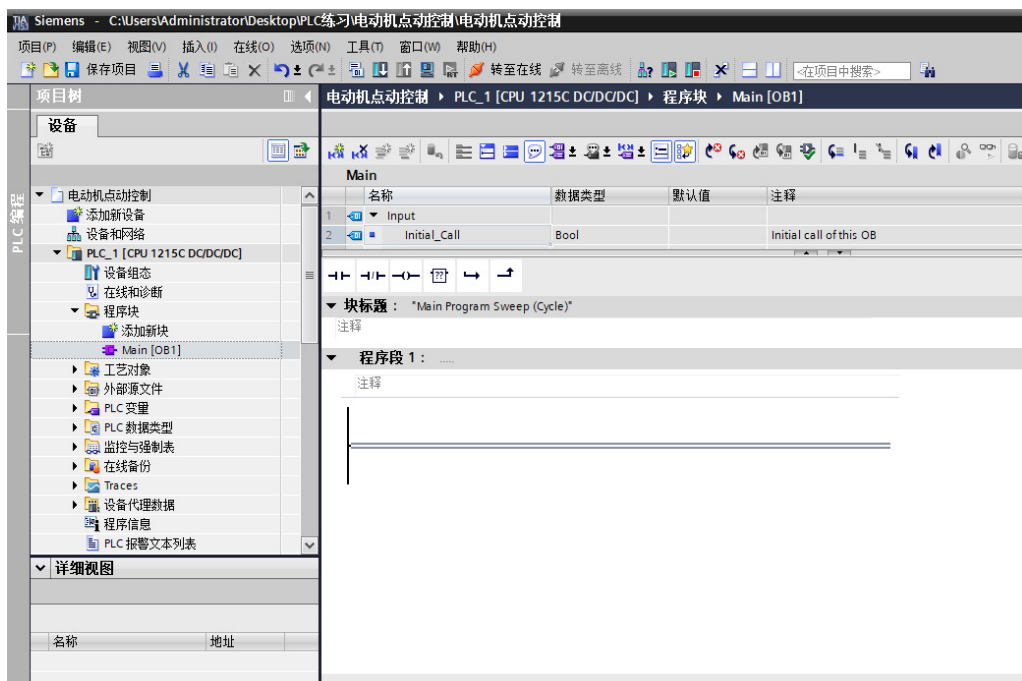 Siemens - C:\Users\Administrator\Desktop\PLC练习\电动机点动控制\电动机点动控制
项目(P) 编辑(E) 视图(V) 插入(I) 在线(O) 选项(N) 工具(T) 窗口(W) 帮助(H)
保存项目 转至在线 转至离线 <在项目中搜索>
项目树
电动机点动控制 PLC_1 [CPU 1215C DC/DC/DC] 程序块 Main [OB1]
设备
Main
名称 数据类型 默认值 注释
1 Input
2 Initial_Call Bool Initial call of this OB
PLC 编程
电动机点动控制
添加新设备
设备和网络
PLC_1 [CPU 1215C DC/DC/DC]
设备组态
在线和诊断
程序块
添加新块
Main [OB1]
工艺对象
外部源文件
PLC 变量
PLC 数据类型
监控与强制表
在线备份
Traces
设备代理数据
程序信息
PLC 报警文本列表
??
块标题: "Main Program Sweep (Cycle)"
注释
程序段 1: .....
注释
详细视图
名称 地址